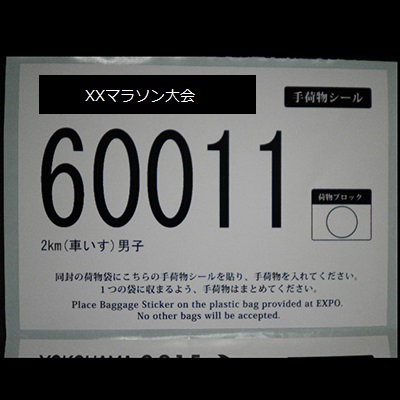 XXマラソン大会
手荷物シール
60011
荷物ブロック
2km(車いす)男子
同封の荷物袋にこちらの手荷物シールを貼り、手荷物を入れてください。
1つの袋に収まるよう、手荷物はまとめてください。
Place Baggage Sticker on the plastic bag provided at EXPO.
No other bags will be accepted.